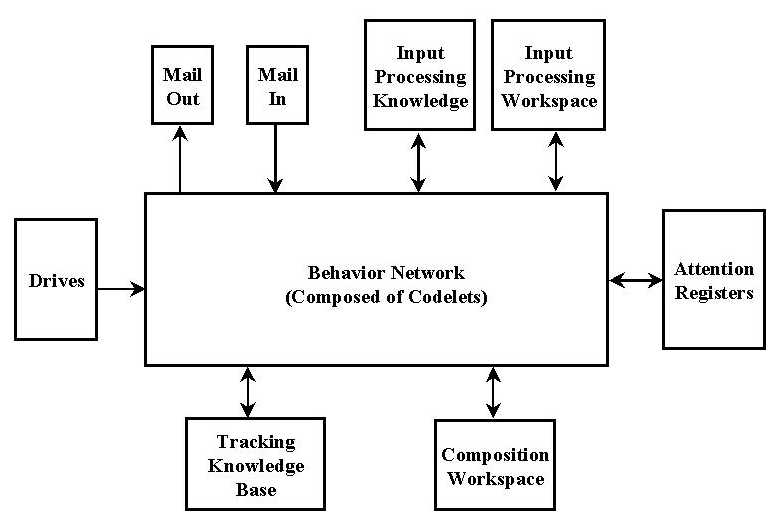 Mail
Out
Mail
In
Input
Processing
Knowledge
Input
Processing
Workspace
Drives
Behavior Network
(Composed of Codelets)
Attention
Registers
Tracking
Knowledge
Base
Composition
Workspace